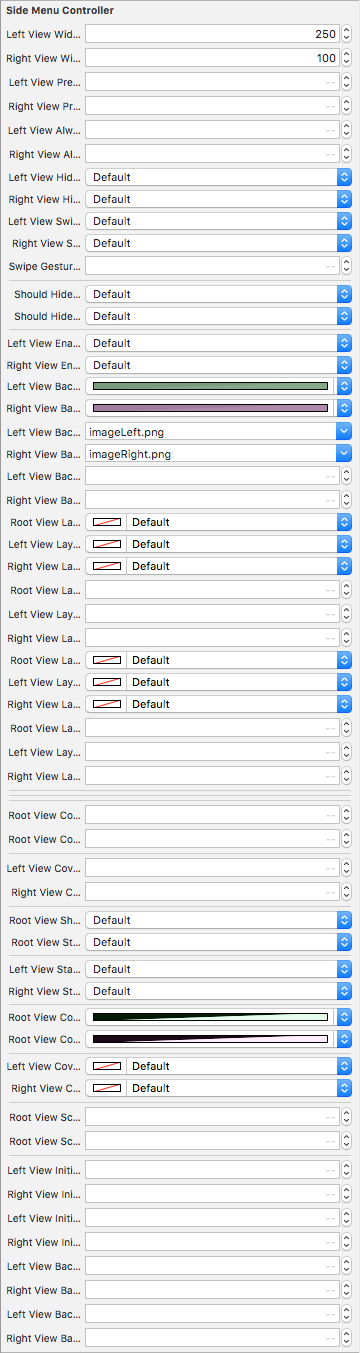 Side Menu Controller
Left View Wid... 250
Right View Wi... 100
Left View Pre... --
Right View Pr... --
Left View Alw... --
Right View Al... --
Left View Hid... Default
Right View Hi... Default
Left View Swi... Default
Right View S... Default
Swipe Gestur... --
Should Hide... Default
Should Hide... Default
Left View Ena... Default
Right View En... Default
Left View Bac...
Right View Ba...
Left View Bac... imageLeft.png
Right View Ba... imageRight.png
Left View Bac... --
Right View Ba... --
Root View La... Default
Left View Lay... Default
Right View La... Default
Root View La... --
Left View Lay... --
Right View La... --
Root View La... Default
Left View Lay... Default
Right View La... Default
Root View La... --
Left View Lay... --
Right View La... --
Root View Co... --
Root View Co... --
Left View Cov... --
Right View C... --
Root View Sh... Default
Root View St... Default
Left View Sta... Default
Right View St... Default
Root View Co...
Root View Co...
Left View Cov... Default
Right View C... Default
Root View Sc... --
Root View Sc... --
Left View Initi... --
Right View Ini... --
Left View Initi... --
Right View Ini... --
Left View Bac... --
Right View Ba... --
Left View Bac... --
Right View Ba... --